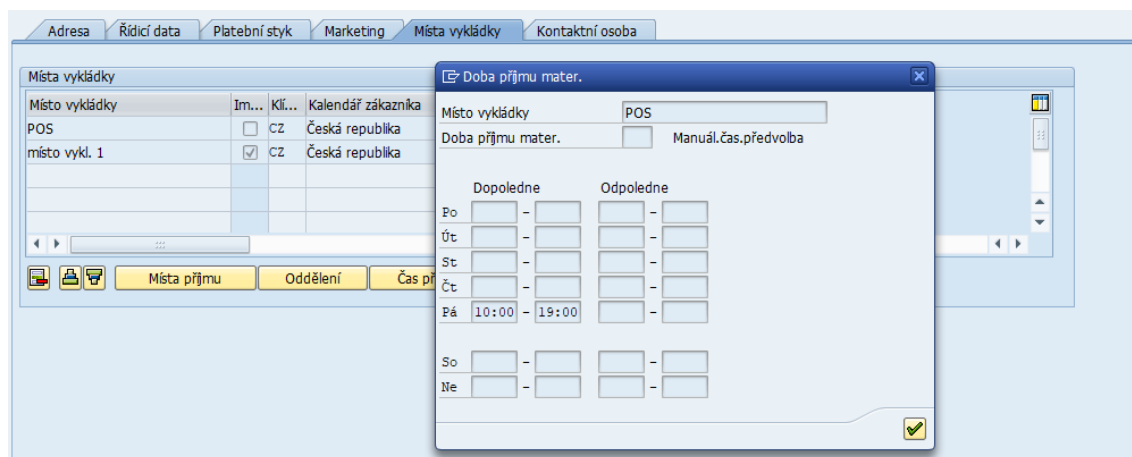 Adresa Řídicí data Platební styk Marketing Místa vykládky Kontaktní osoba
Místa vykládky
Místo vykládky Im... Klí... Kalendář zákazníka
POS CZ Česká republika
místo vykl. 1 CZ Česká republika
Místa příjmu Oddělení Čas př
Doba příjmu mater.
Místo vykládky POS
Doba příjmu mater. Manuál.čas.předvolba
Dopoledne Odpoledne
Po - -
Út - -
St - -
Čt - -
Pá 10:00 - 19:00 -
So - -
Ne - -